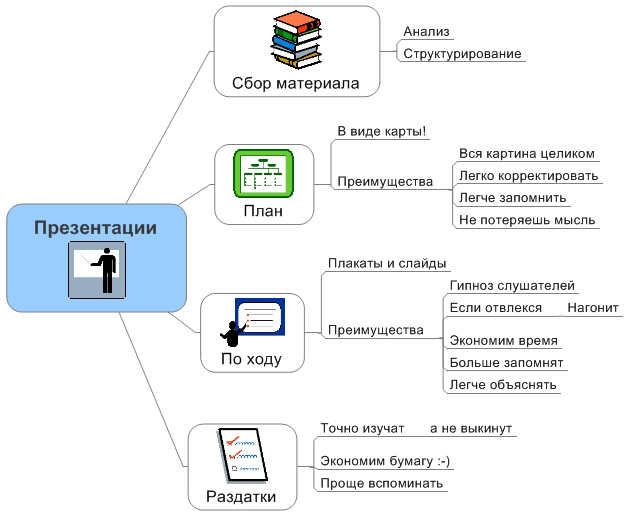 Презентации
Сбор материала
Анализ
Структурирование
План
В виде карты!
Преимущества
Вся картина целиком
Легко корректировать
Легче запомнить
Не потеряешь мысль
По ходу
Плакаты и слайды
Преимущества
Гипноз слушателей
Если отвлекся
Нагонит
Экономим время
Больше запомнят
Легче объяснять
Раздатки
Точно изучат
а не выкинут
Экономим бумагу :-)
Проще вспоминать